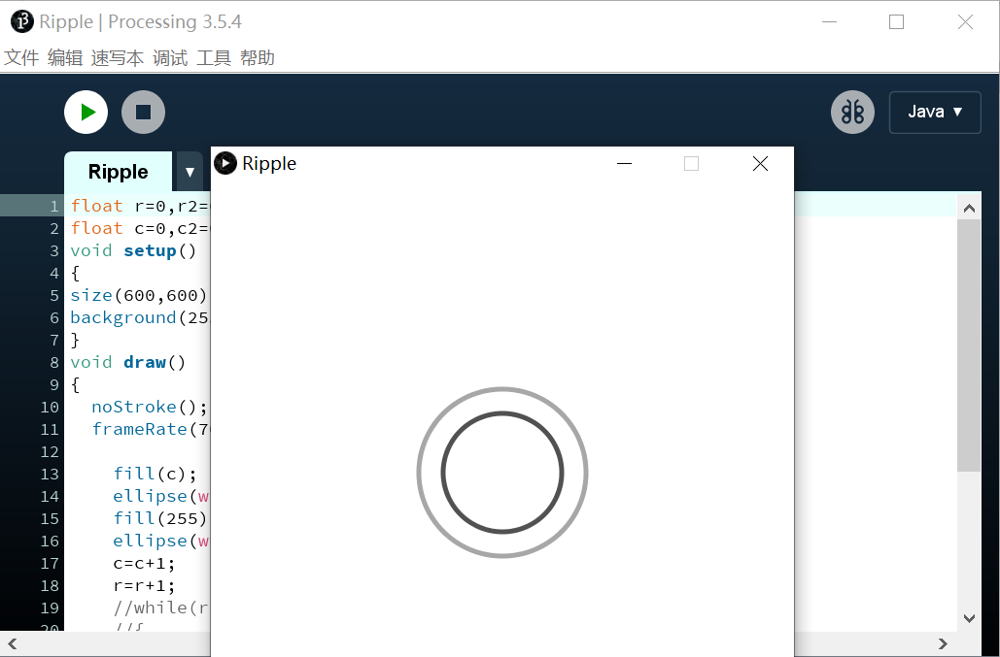 Ripple | Processing 3.5.4
文件 编辑 速写本 调试 工具 帮助
Java ▼
Ripple ▼
Ripple
1 float r=0,r2=
2 float c=0,c2=
3 void setup()
4 {
5 size(600,600)
6 background(25
7 }
8 void draw()
9 {
10 noStroke();
11 frameRate(7
12
13 fill(c);
14 ellipse(w
15 fill(255)
16 ellipse(w
17 c=c+1;
18 r=r+1;
19 //while(r
20 //{